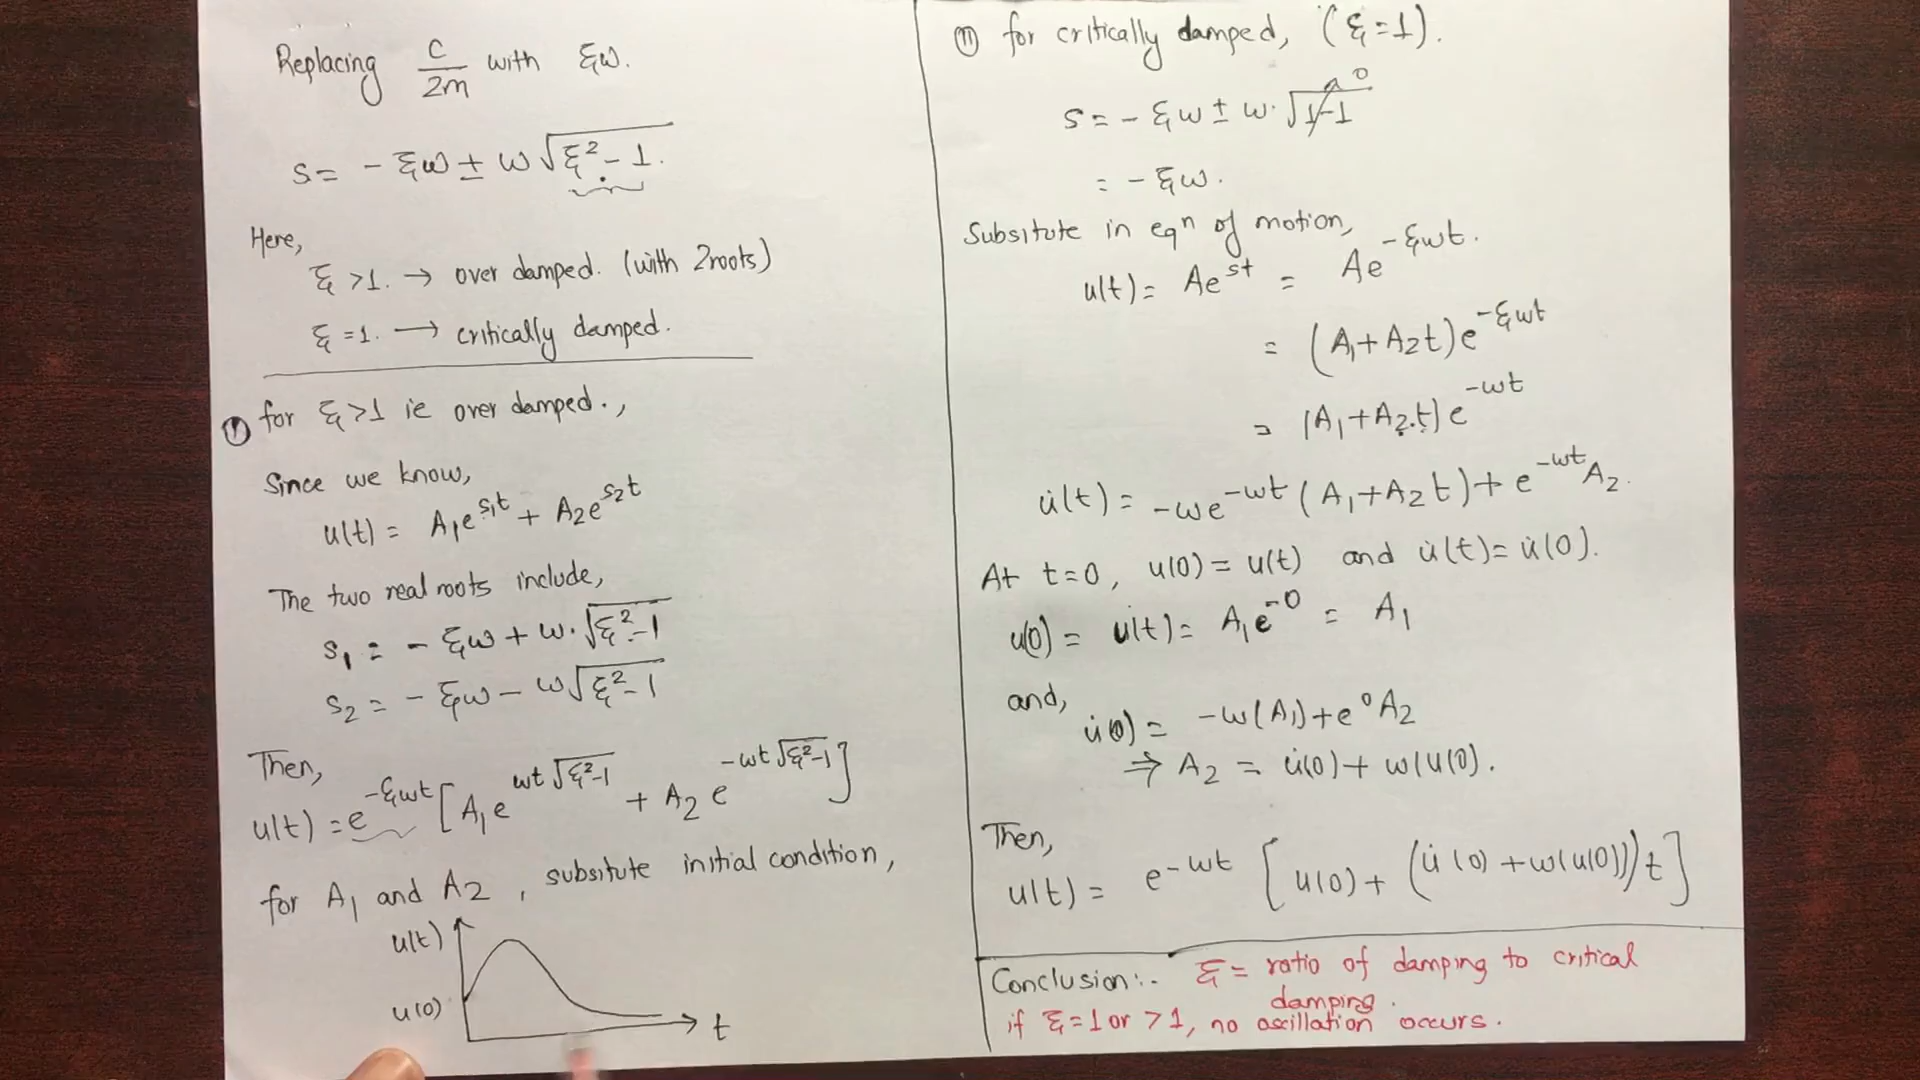 Replacing c/2m with ξω.
s = - ξω ± ω√(ξ² - 1).
Here,
ξ >1. → over damped. (with 2roots)
ξ =1. → critically damped.
(i) for ξ>1 ie over damped.,
Since we know,
u(t) = A₁e^(s₁t) + A₂e^(s₂t)
The two real roots include,
s₁ = - ξω + ω.√(ξ²-1)
s₂ = - ξω - ω√(ξ²-1)
Then,
u(t) = e^(-ξωt) [A₁e^(ωt√(ξ²-1)) + A₂ e^(-ωt√(ξ²-1))]
for A₁ and A₂, subsitute initial condition,
u(t)
u(0)
t
(ii) for critically damped, (ξ=1).
s = - ξω ± ω.√(1-1) 0
= - ξω.
Subsitute in eqⁿ of motion,
u(t) = Ae^(st) = Ae^(-ξωt).
= (A₁+A₂t)e^(-ξωt)
= (A₁+A₂.t)e^(-ωt)
u̇(t) = -ωe^(-ωt) (A₁+A₂t)+e^(-ωt)A₂.
At t=0, u(0) = u(t) and u̇(t) = u̇(0).
u(0) = u(t) = A₁e^(-0) = A₁
and,
u̇(0) = -ω(A₁)+e⁰A₂
⇒ A₂ = u̇(0)+ω(u(0).
Then,
u(t) = e^(-ωt) [u(0)+(u̇(0)+ω(u(0))))t]
Conclusion:- ξ = ratio of damping to critical
damping.
if ξ=1 or >1, no oscillation occurs.